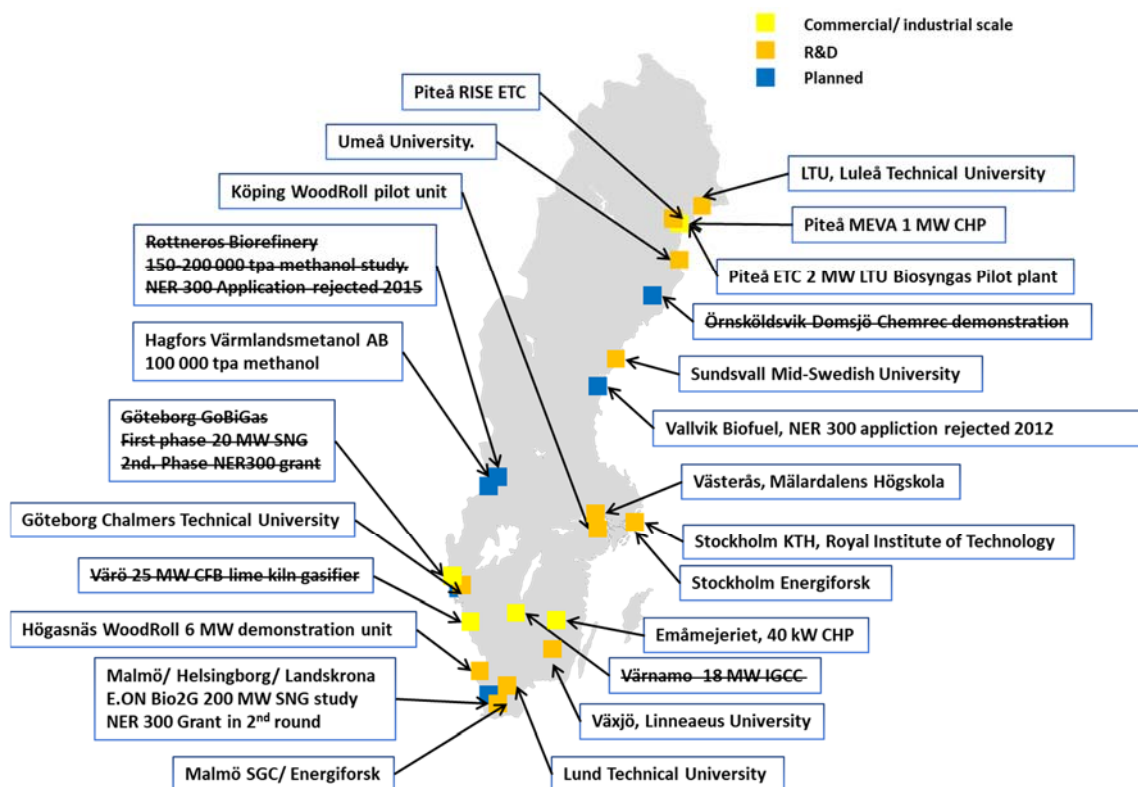 Commercial/ industrial scale
R&D
Planned
Piteå RISE ETC
Umeå University.
Köping WoodRoll pilot unit
Rottneros Biorefinery
150-200 000 tpa methanol study.
NER 300 Application rejected 2015
Hagfors Värmlandsmetanol AB
100 000 tpa methanol
Göteborg GoBiGas
First phase 20 MW SNG
2nd. Phase NER300 grant
Göteborg Chalmers Technical University
Värö 25 MW CFB lime kiln gasifier
Högasnäs WoodRoll 6 MW demonstration unit
Malmö/ Helsingborg/ Landskrona
E.ON Bio2G 200 MW SNG study
NER 300 Grant in 2nd round
Malmö SGC/ Energiforsk
LTU, Luleå Technical University
Piteå MEVA 1 MW CHP
Piteå ETC 2 MW LTU Biosyngas Pilot plant
Örnsköldsvik Domsjö Chemrec demonstration
Sundsvall Mid-Swedish University
Vallvik Biofuel, NER 300 appliction rejected 2012
Västerås, Mälardalens Högskola
Stockholm KTH, Royal Institute of Technology
Stockholm Energiforsk
Emåmejeriet, 40 kW CHP
Värnamo 18 MW IGCC
Växjö, Linneaeus University
Lund Technical University